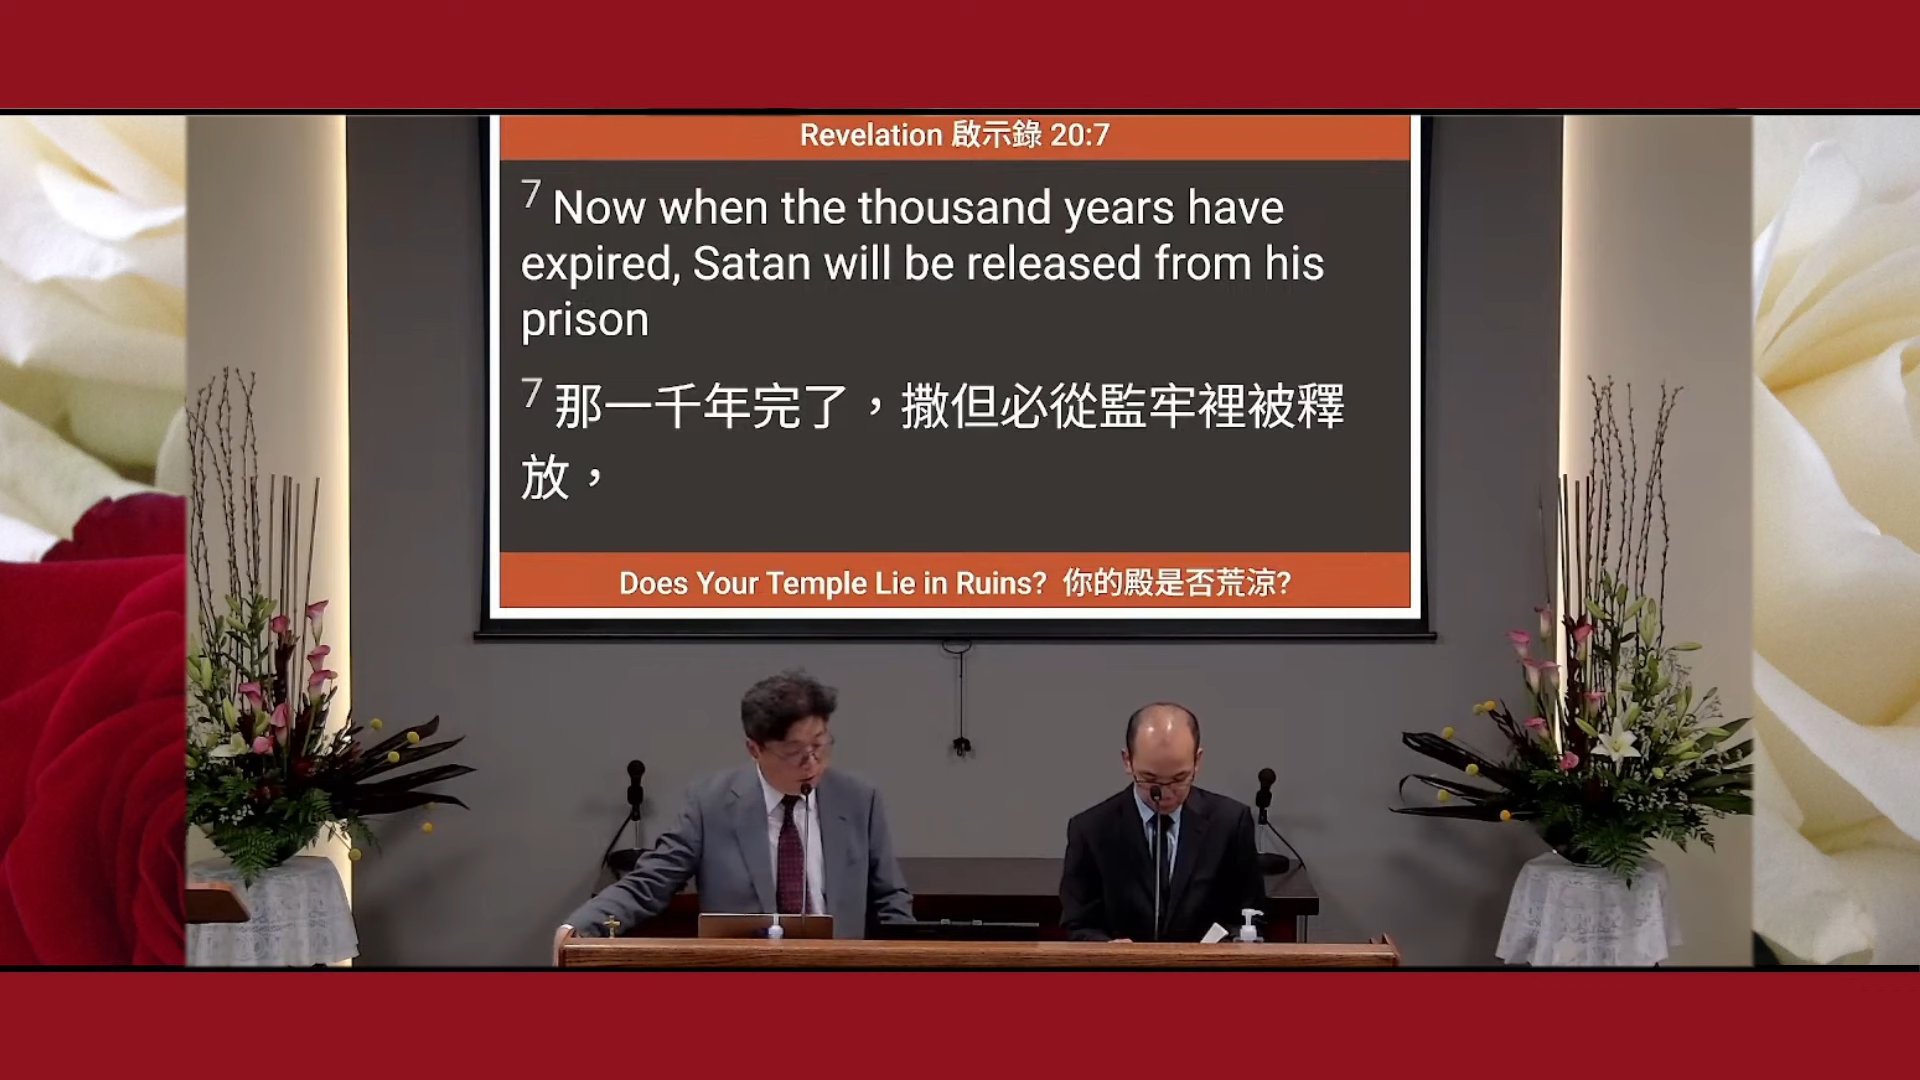 Revelation 啟示錄 20:7
7 Now when the thousand years have
expired, Satan will be released from his
prison
7 那一千年完了，撒但必從監牢裡被釋
放，
Does Your Temple Lie in Ruins? 你的殿是否荒涼?